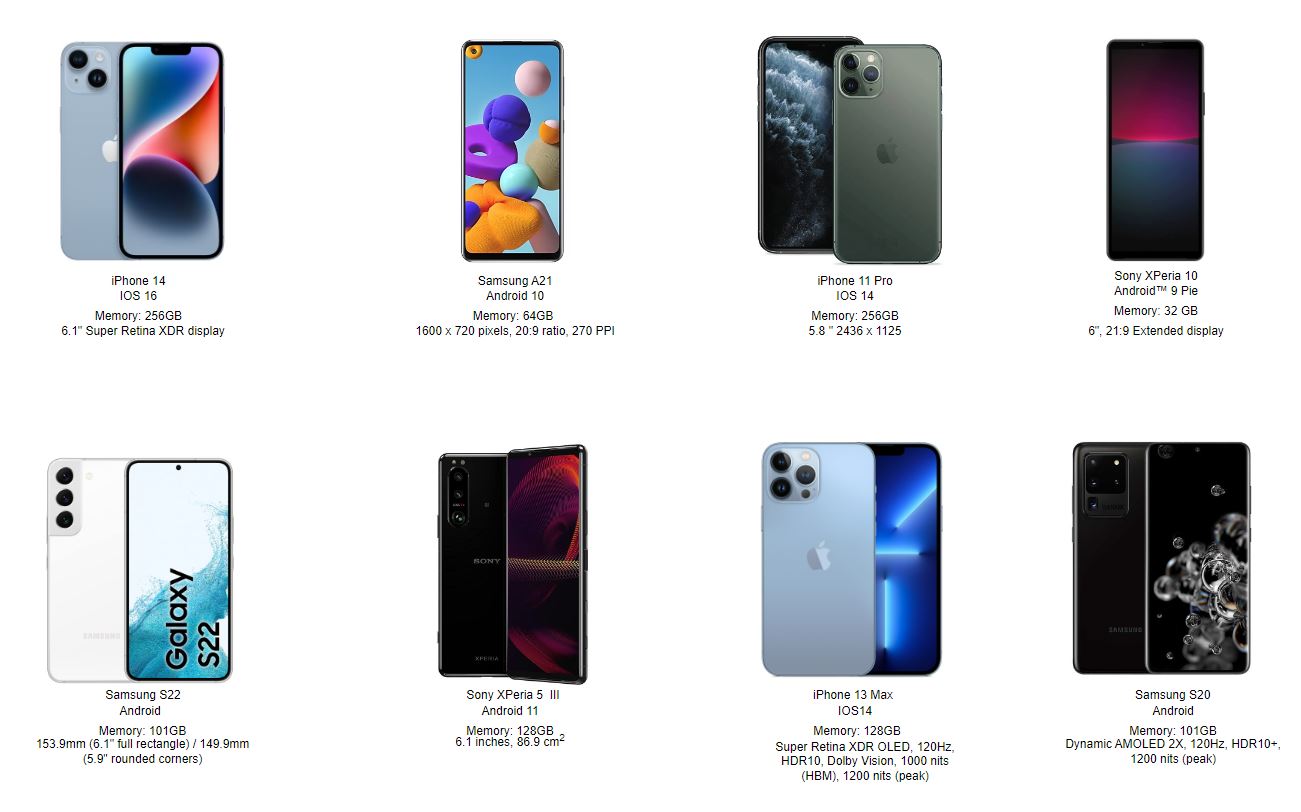 iPhone 14
IOS 16
Memory: 256GB
6.1" Super Retina XDR display
Samsung A21
Android 10
Memory: 64GB
1600 x 720 pixels, 20:9 ratio, 270 PPI
iPhone 11 Pro
IOS 14
Memory: 256GB
5.8 " 2436 x 1125
Sony XPeria 10
Android™ 9 Pie
Memory: 32 GB
6", 21:9 Extended display
Galaxy
S22
SAMSUNG
Samsung S22
Android
Memory: 101GB
153.9mm (6.1" full rectangle) / 149.9mm
(5.9" rounded corners)
SONY
XPERIA
Sony XPeria 5 III
Android 11
Memory: 128GB
6.1 inches, 86.9 cm2
iPhone 13 Max
IOS14
Memory: 128GB
Super Retina XDR OLED, 120Hz,
HDR10, Dolby Vision, 1000 nits
(HBM), 1200 nits (peak)
SAMSUNG
Samsung S20
Android
Memory: 101GB
Dynamic AMOLED 2X, 120Hz, HDR10+,
1200 nits (peak)